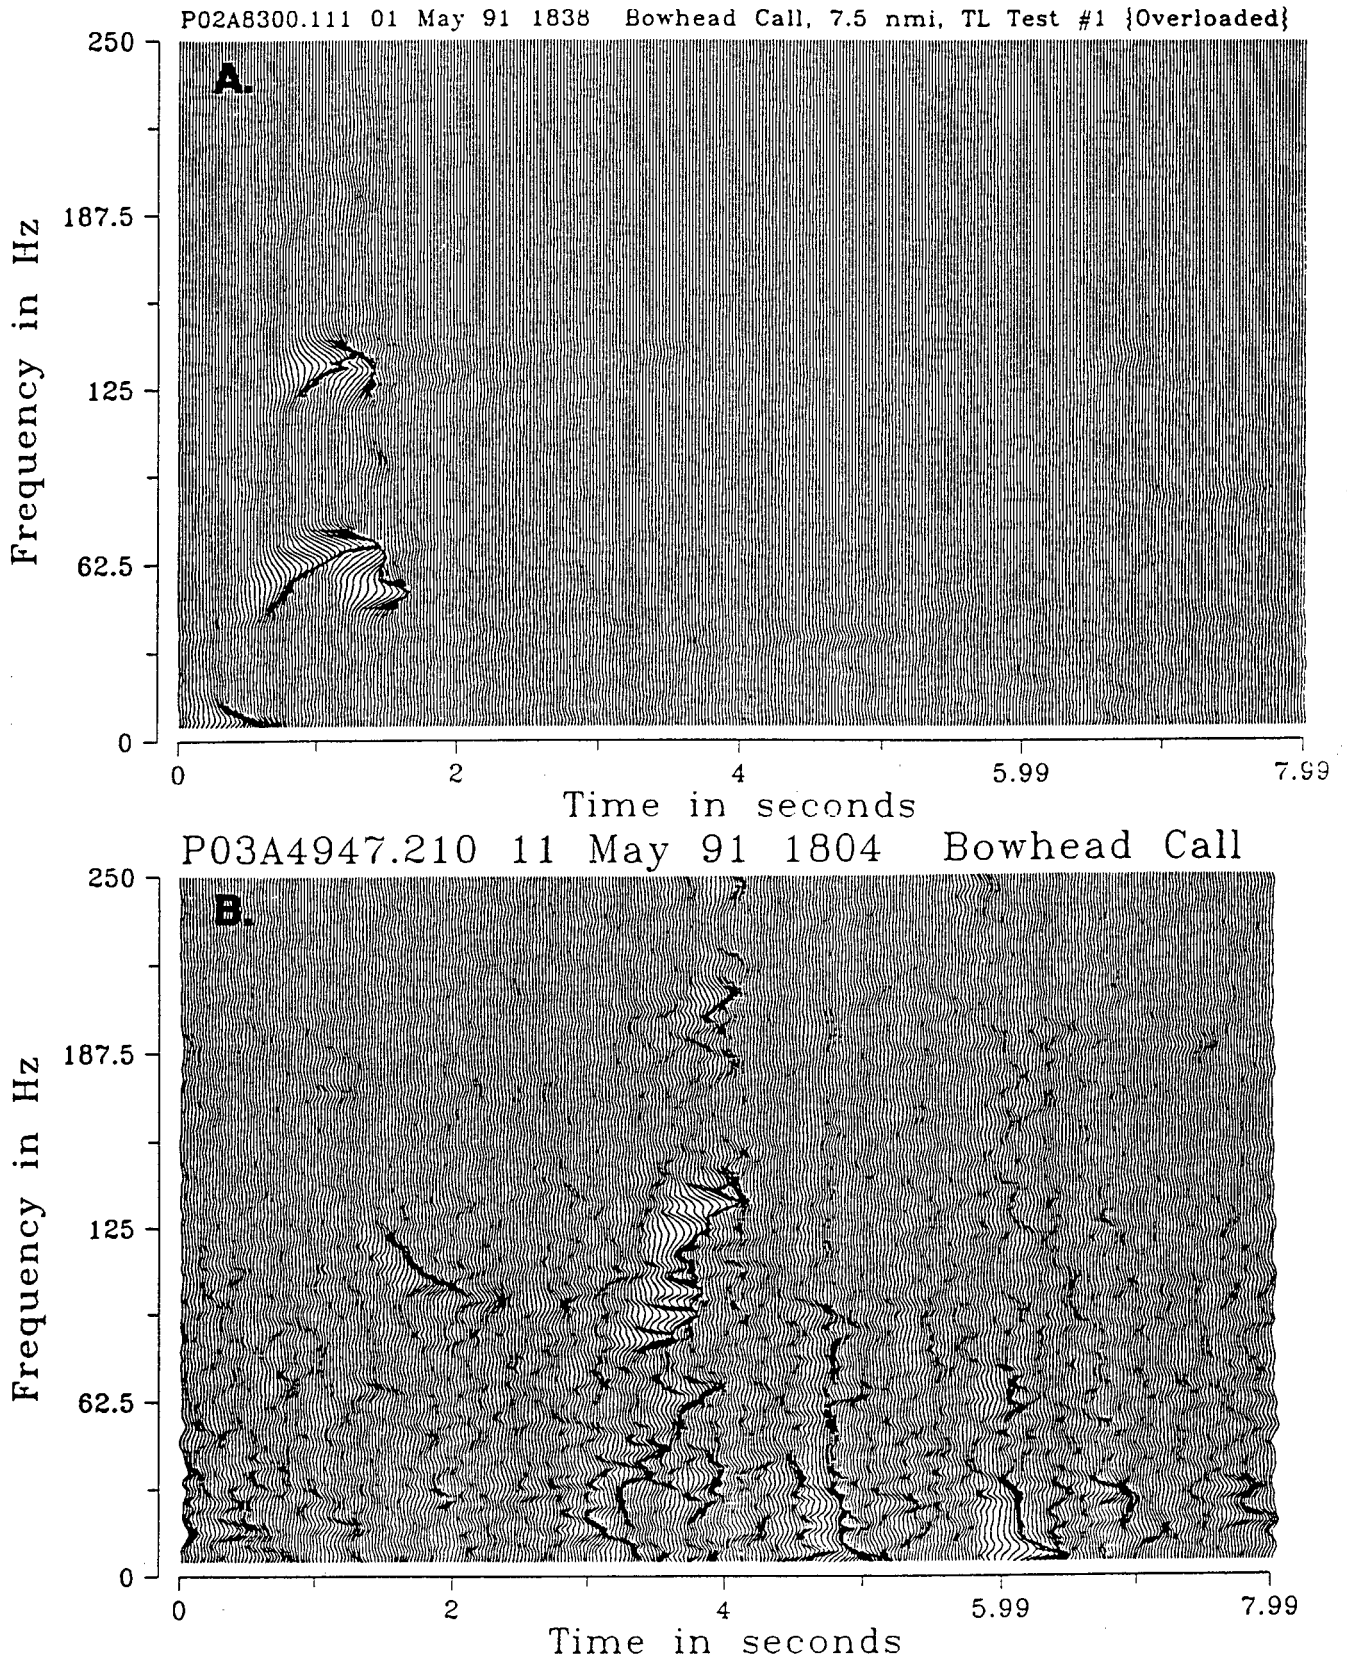 P02A8300.111 01 May 91 1838 Bowhead Call, 7.5 nmi, TL Test #1 {Overloaded}
A.
250
187.5
125
62.5
0
Frequency in Hz
0 2 4 5.99 7.99
Time in seconds
P03A4947.210 11 May 91 1804 Bowhead Call
B.
250
187.5
125
62.5
0
Frequency in Hz
0 2 4 5.99 7.99
Time in seconds